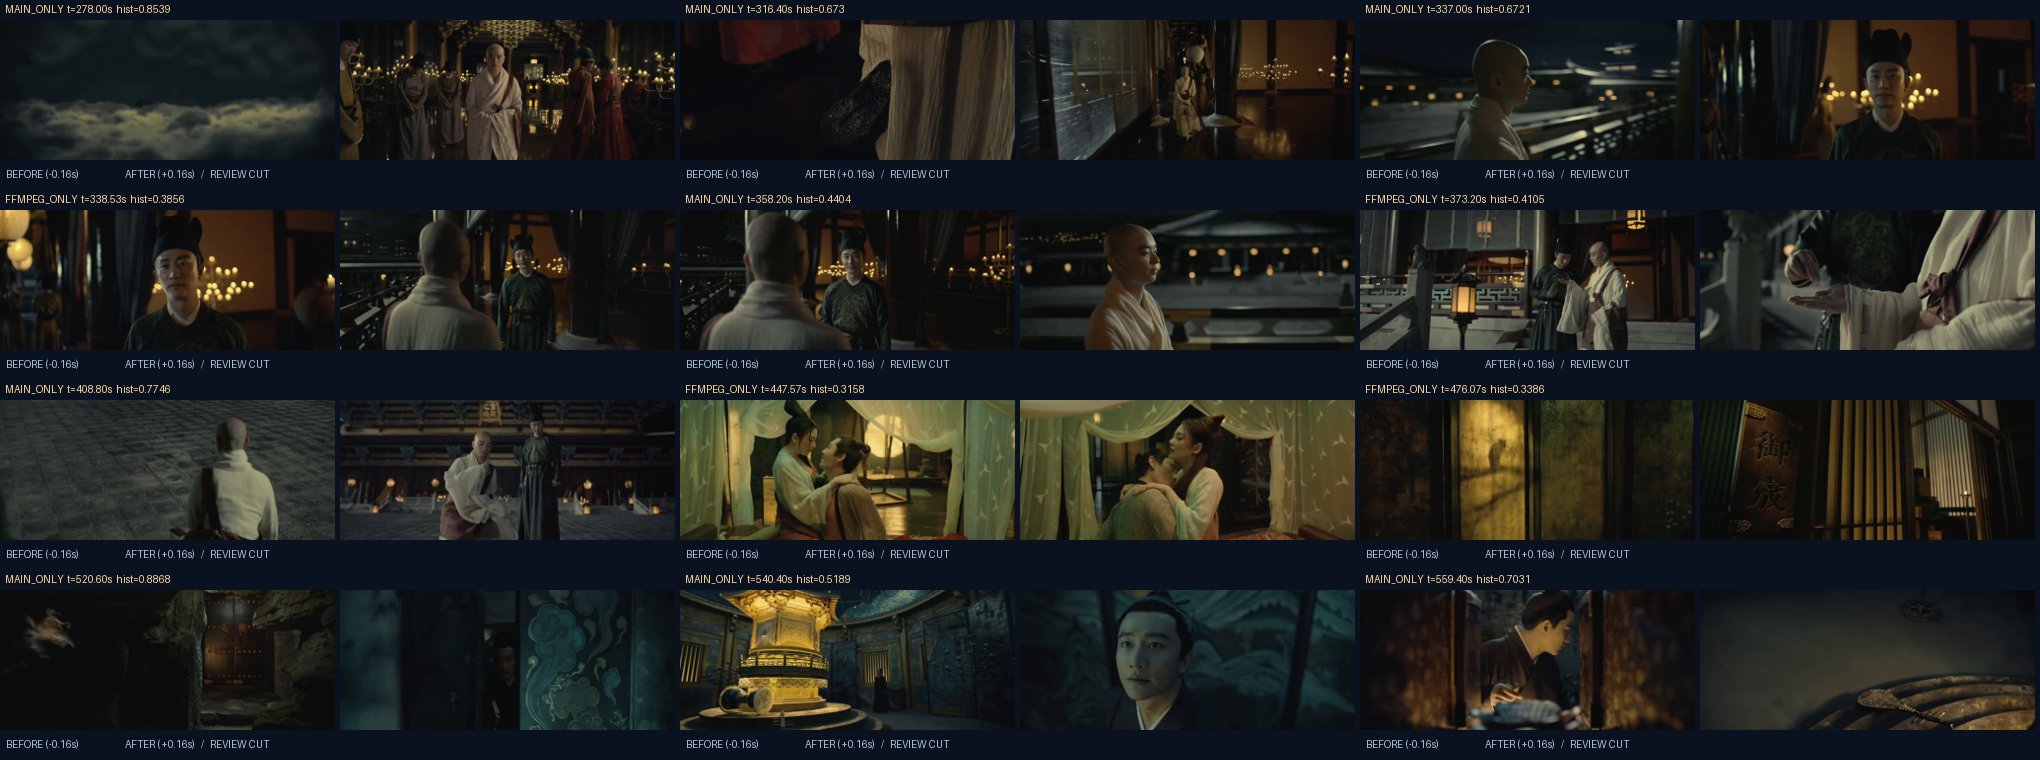 MAIN_ONLY t=278.00s hist=0.8539
MAIN_ONLY t=316.40s hist=0.673
MAIN_ONLY t=337.00s hist=0.6721
BEFORE (-0.16s) AFTER (+0.16s) / REVIEW CUT
BEFORE (-0.16s) AFTER (+0.16s) / REVIEW CUT
BEFORE (-0.16s) AFTER (+0.16s) / REVIEW CUT
FFMPEG_ONLY t=338.53s hist=0.3856
MAIN_ONLY t=358.20s hist=0.4404
FFMPEG_ONLY t=373.20s hist=0.4105
BEFORE (-0.16s) AFTER (+0.16s) / REVIEW CUT
BEFORE (-0.16s) AFTER (+0.16s) / REVIEW CUT
BEFORE (-0.16s) AFTER (+0.16s) / REVIEW CUT
MAIN_ONLY t=408.80s hist=0.7746
FFMPEG_ONLY t=447.57s hist=0.3158
FFMPEG_ONLY t=476.07s hist=0.3386
御
BEFORE (-0.16s) AFTER (+0.16s) / REVIEW CUT
BEFORE (-0.16s) AFTER (+0.16s) / REVIEW CUT
BEFORE (-0.16s) AFTER (+0.16s) / REVIEW CUT
MAIN_ONLY t=520.60s hist=0.8868
MAIN_ONLY t=540.40s hist=0.5189
MAIN_ONLY t=559.40s hist=0.7031
BEFORE (-0.16s) AFTER (+0.16s) / REVIEW CUT
BEFORE (-0.16s) AFTER (+0.16s) / REVIEW CUT
BEFORE (-0.16s) AFTER (+0.16s) / REVIEW CUT